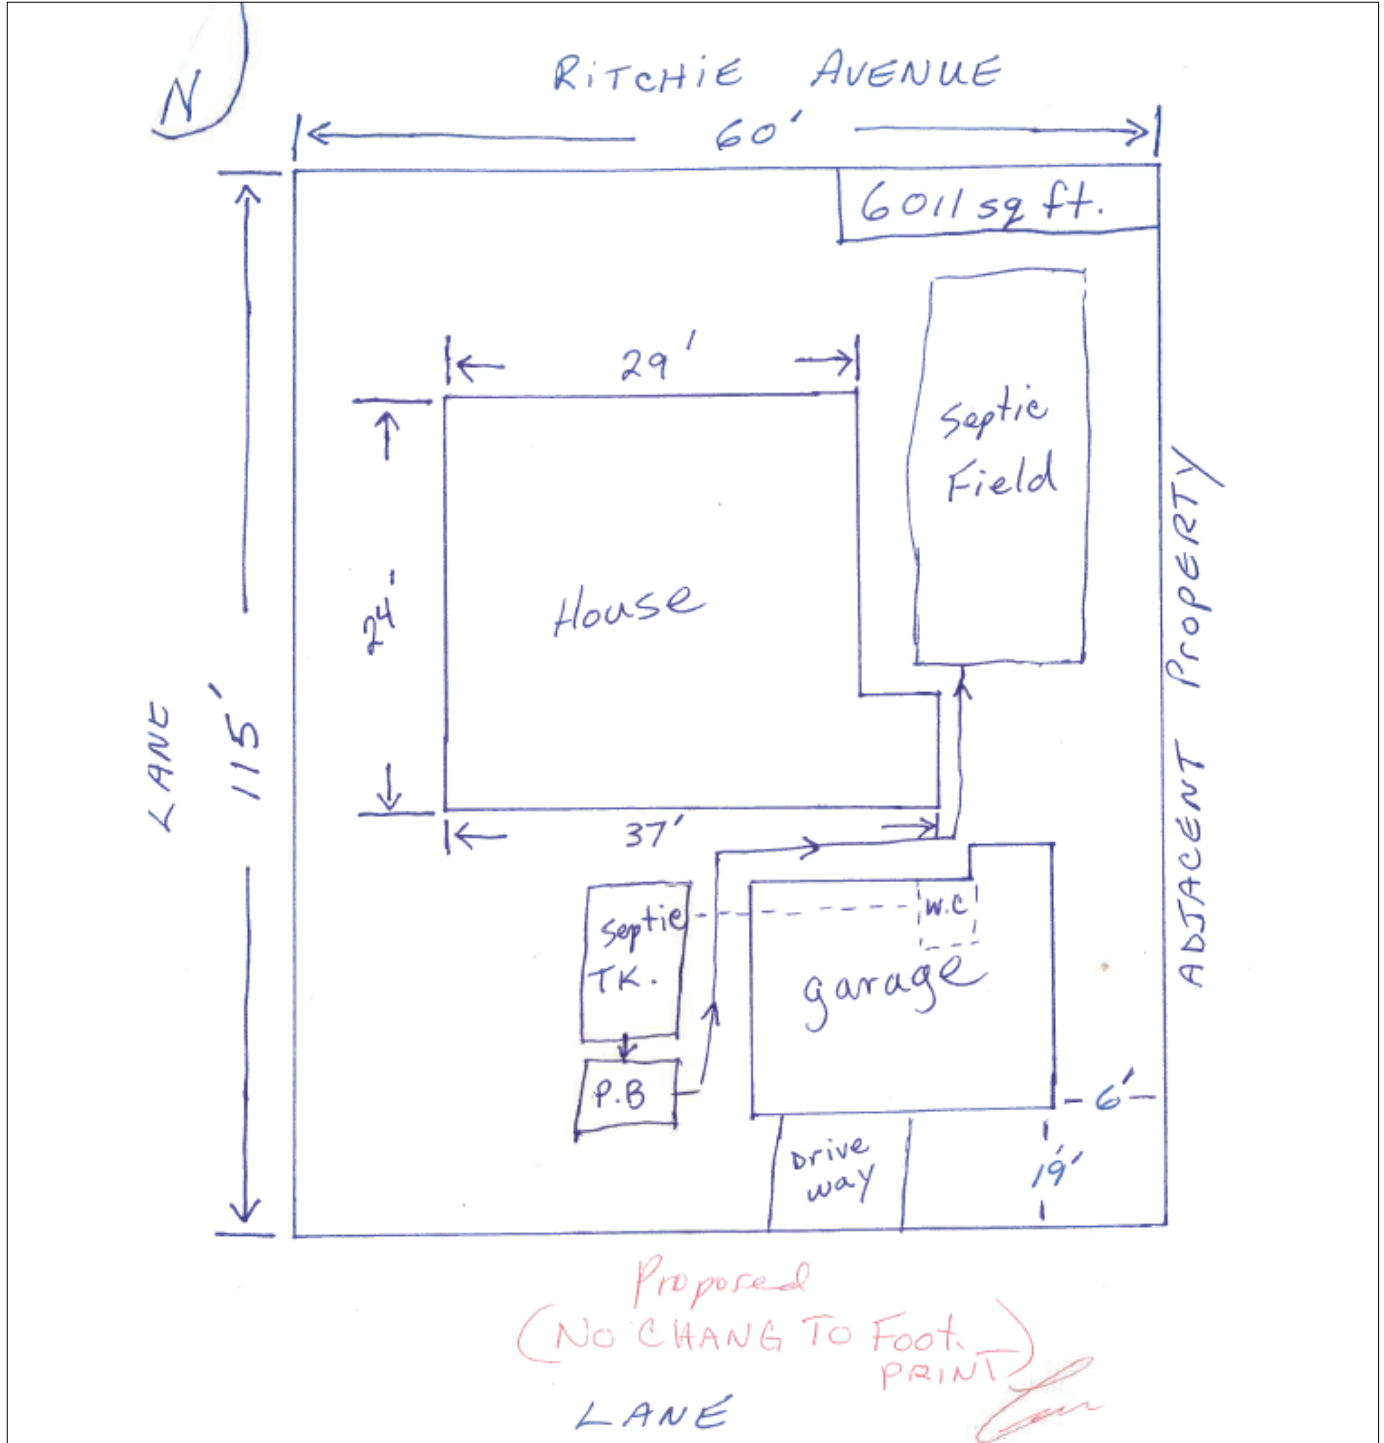 N
RITCHIE AVENUE
60'
6011 sq ft.
29'
Septic
Field
24'
House
LANE
115'
ADJACENT PROPERTY
37'
Septic
TK.
W.C
garage
P.B
6'
Drive
way
19'
Proposed
(NO CHANG TO FOOT.
PRINT)
LANE